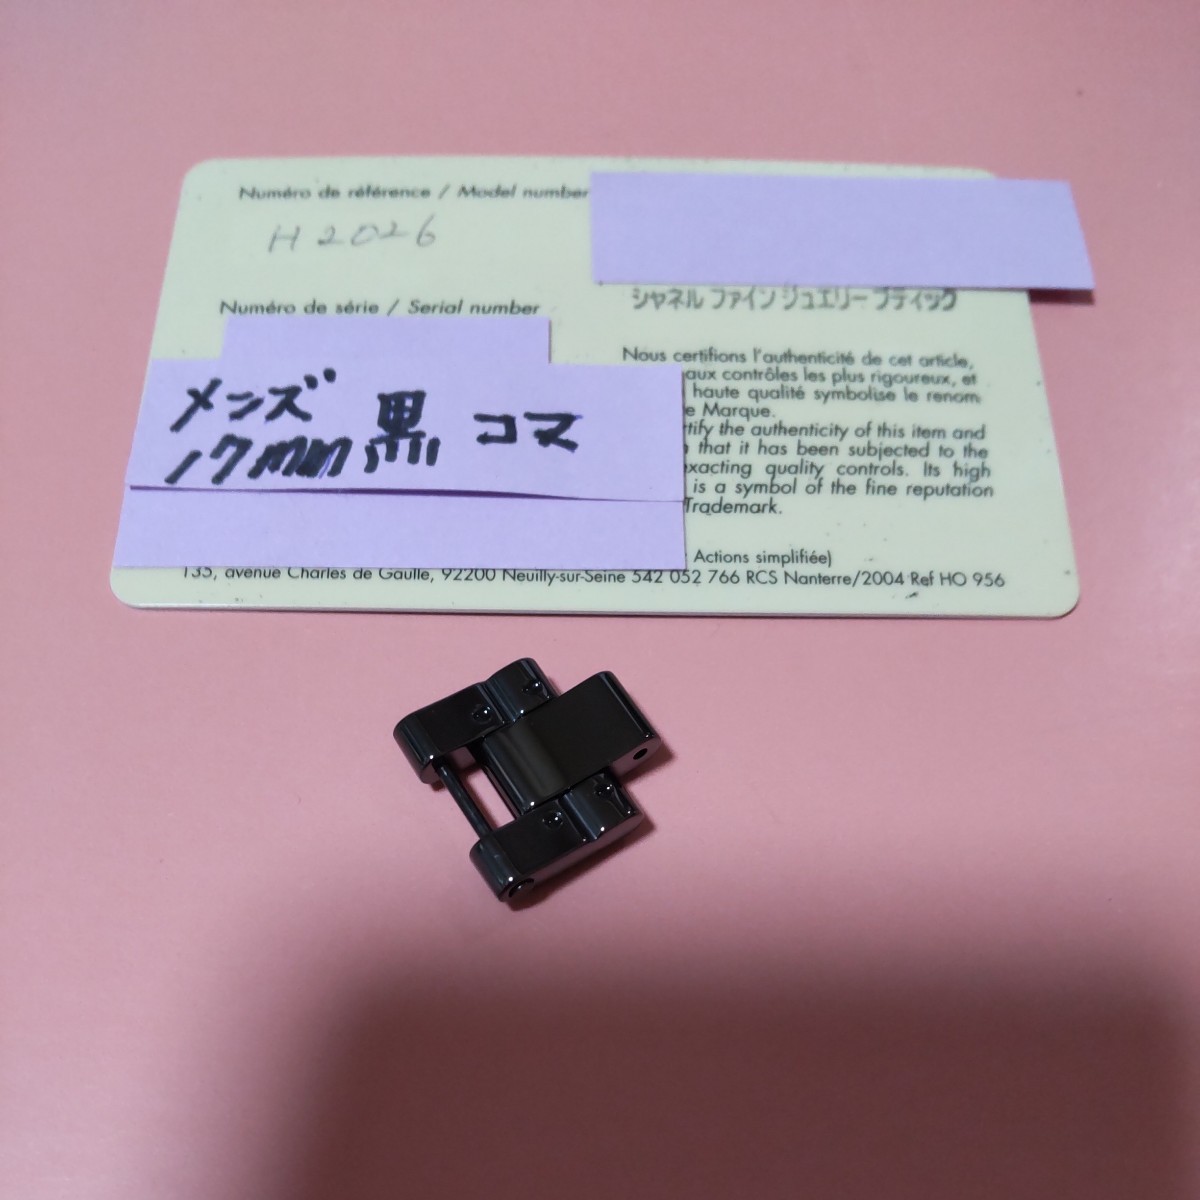 Numéro de référence / Model number
H2026
シャネル ファイン ジュエリー ブティック
Numéro de série / Serial number
メンズ
17mm 黒 コマ
Nous certifions l'authenticité de cet article,
aux contrôles les plus rigoureux, et
haute qualité symbolise le renom
e Marque.
tify the authenticity of this item and
that it has been subjected to the
exacting quality controls. Its high
is a symbol of the fine reputation
Trademark.
Actions simplifiée)
135, avenue Charles de Gaulle, 92200 Neuilly-sur-Seine 542 052 766 RCS Nanterre/2004 Ref HO 956